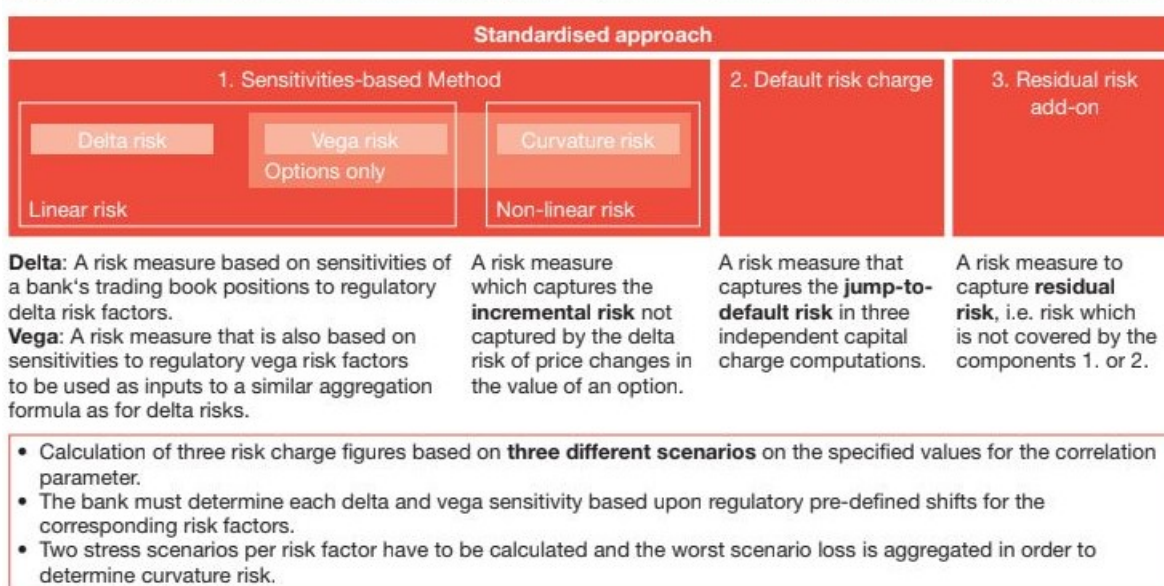 Standardised approach
1. Sensitivities-based Method
2. Default risk charge
3. Residual risk
add-on
Delta risk
Vega risk
Curvature risk
Options only
Linear risk
Non-linear risk
Delta: A risk measure based on sensitivities of
a bank‘s trading book positions to regulatory
delta risk factors.
Vega: A risk measure that is also based on
sensitivities to regulatory vega risk factors
to be used as inputs to a similar aggregation
formula as for delta risks.
A risk measure
which captures the
incremental risk not
captured by the delta
risk of price changes in
the value of an option.
A risk measure that
captures the jump-to-
default risk in three
independent capital
charge computations.
A risk measure to
capture residual
risk, i.e. risk which
is not covered by the
components 1. or 2.
• Calculation of three risk charge figures based on three different scenarios on the specified values for the correlation
parameter.
• The bank must determine each delta and vega sensitivity based upon regulatory pre-defined shifts for the
corresponding risk factors.
• Two stress scenarios per risk factor have to be calculated and the worst scenario loss is aggregated in order to
determine curvature risk.